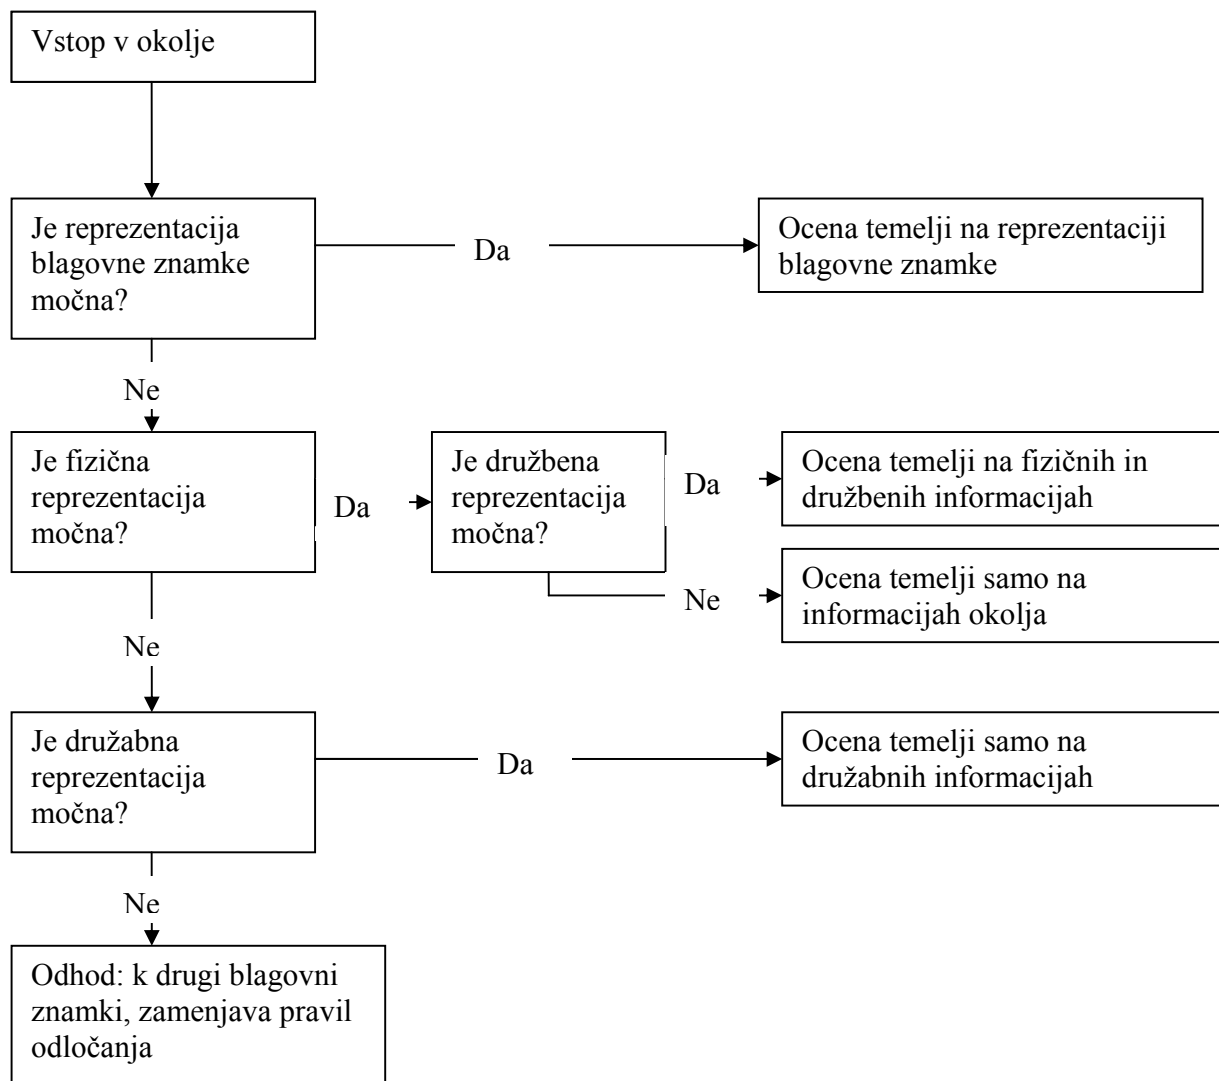 Vstop v okolje
Je reprezentacija
blagovne znamke
močna?
Da
Ocena temelji na reprezentaciji
blagovne znamke
Ne
Je fizična
reprezentacija
močna?
Da
Je družbena
reprezentacija
močna?
Da
Ocena temelji na fizičnih in
družbenih informacijah
Ne
Ocena temelji samo na
informacijah okolja
Ne
Je družabna
reprezentacija
močna?
Da
Ocena temelji samo na
družabnih informacijah
Ne
Odhod: k drugi blagovni
znamki, zamenjava pravil
odločanja